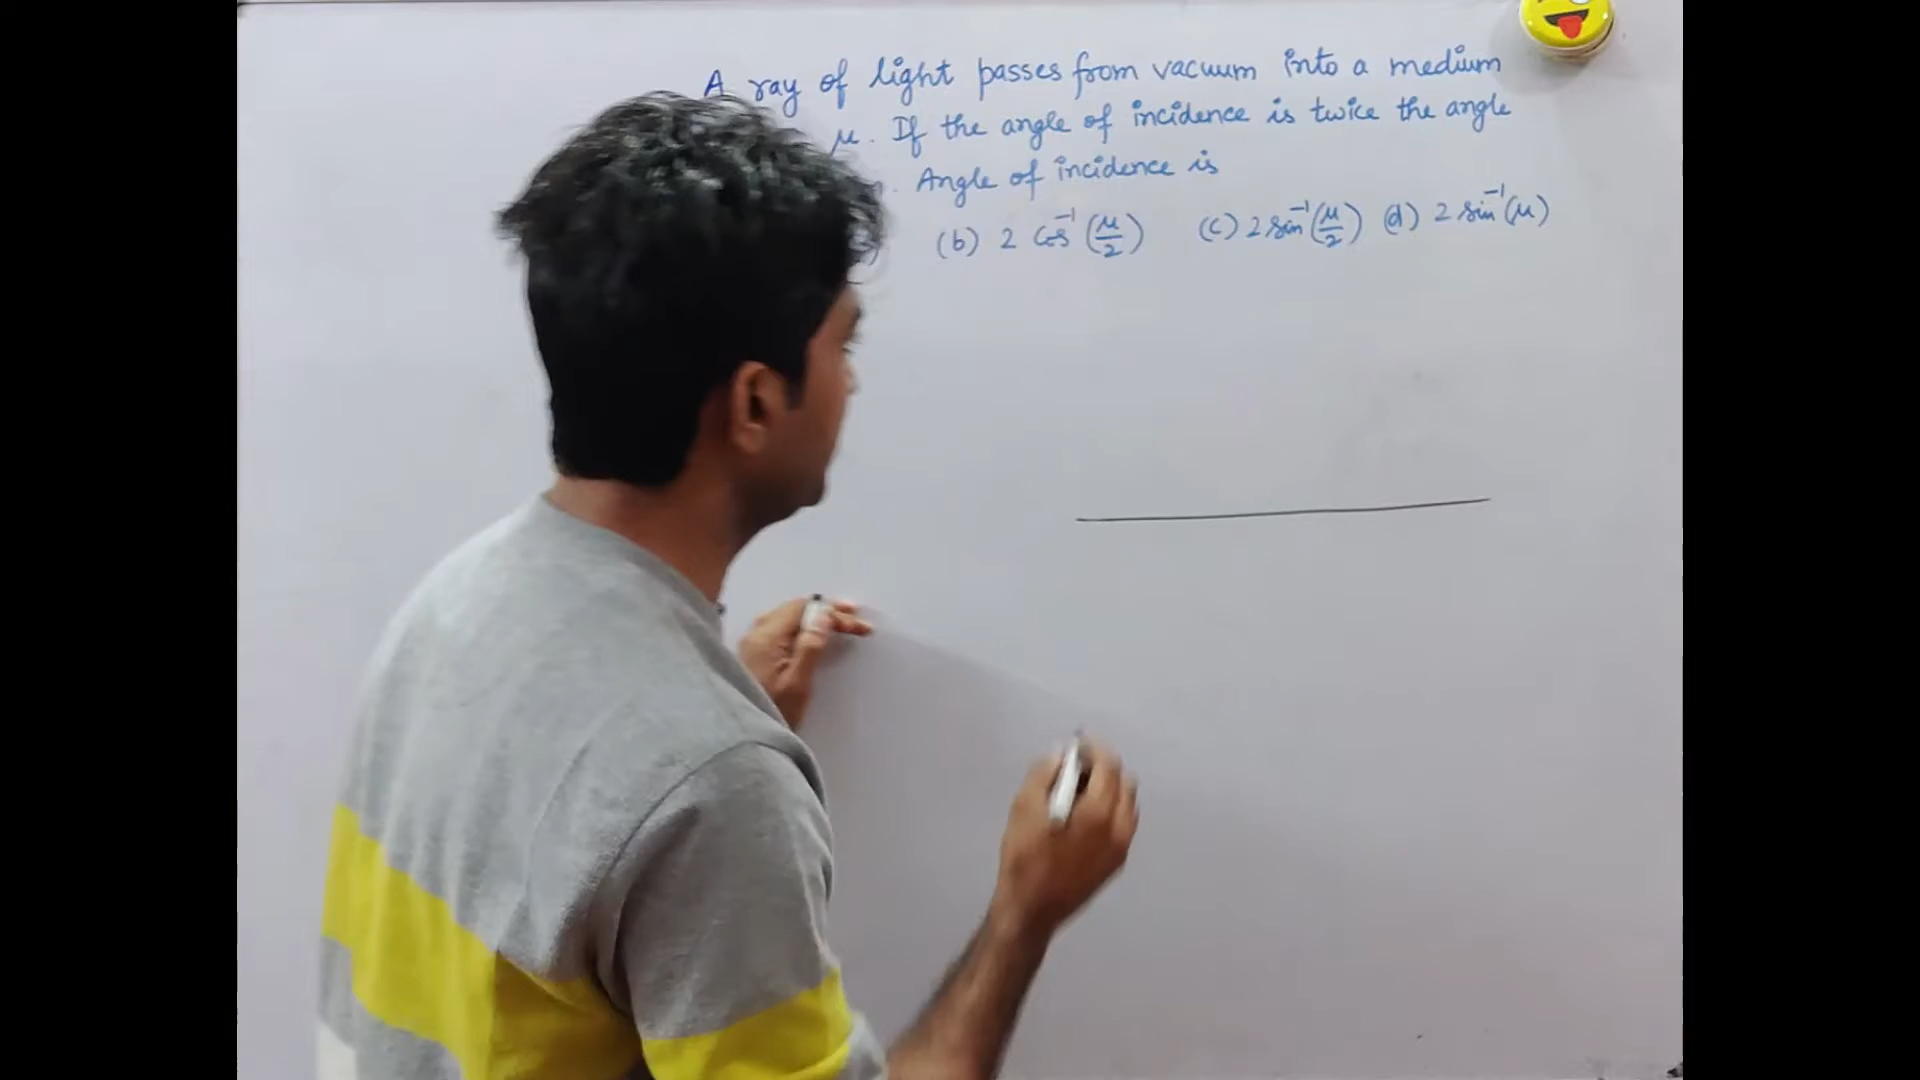 A ray of light passes from vacuum into a medium
μ. If the angle of incidence is twice the angle
. Angle of incidence is
(b) 2 cos⁻¹(μ/2) (c) 2 sin⁻¹(μ/2) (d) 2 sin⁻¹(μ)